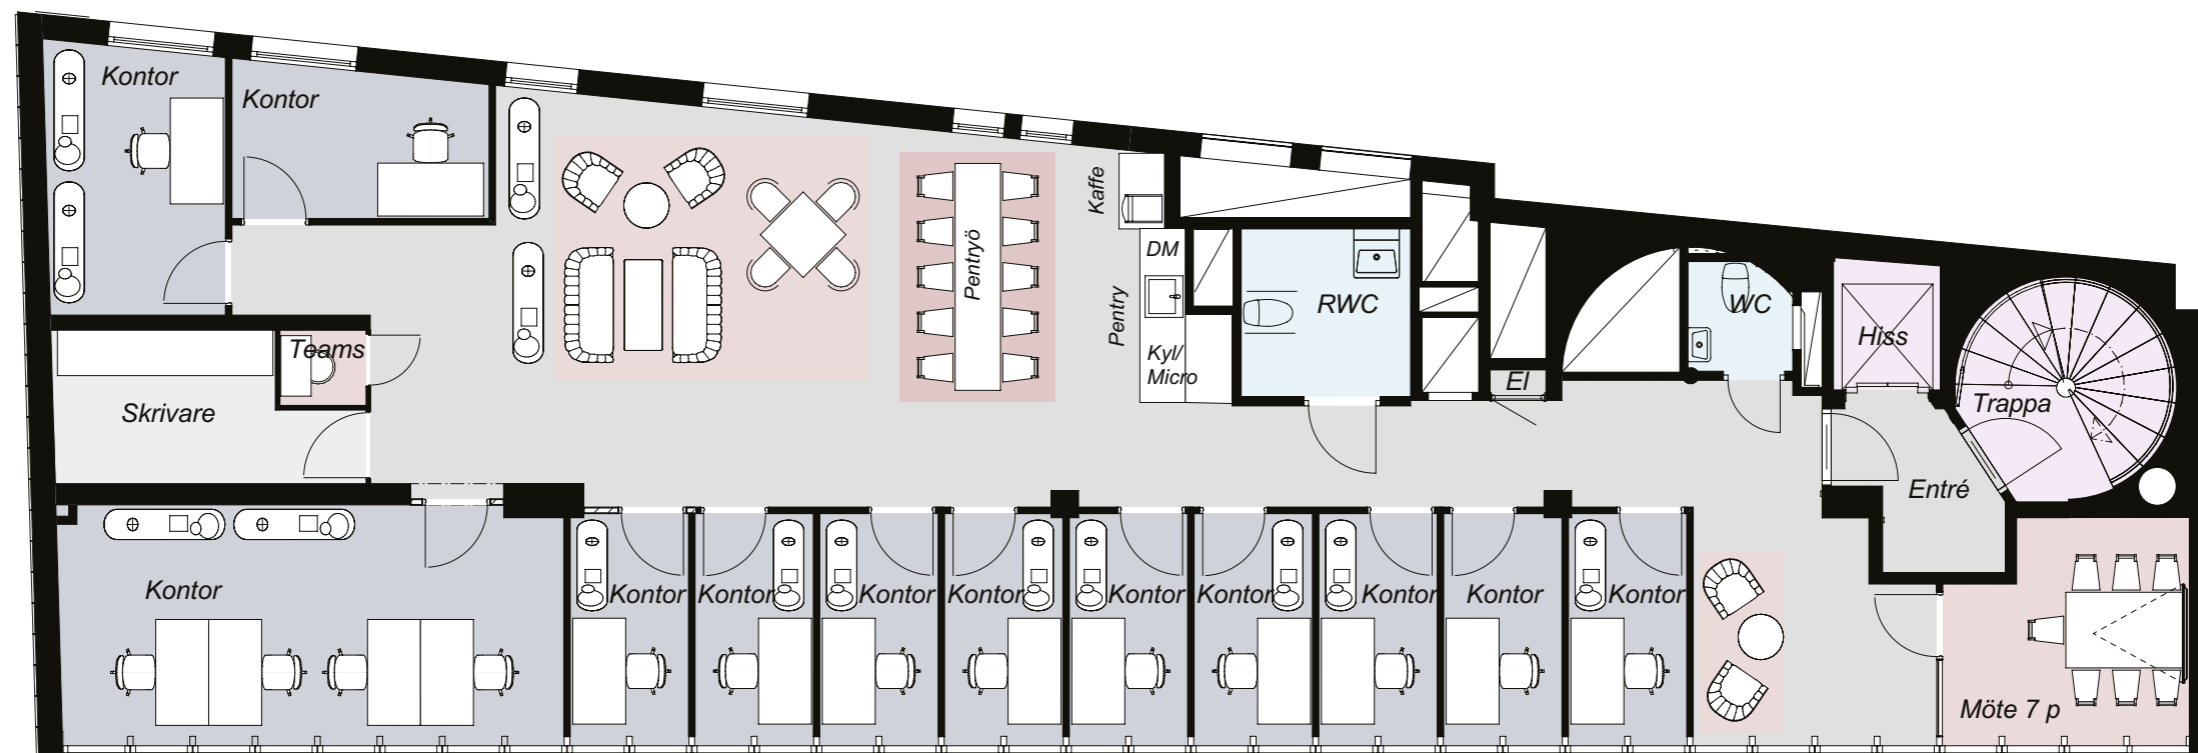 Kontor
Kontor
Kaffe
Pentryö
DM
Pentry
Kyl/
Micro
RWC
WC
Hiss
Teams
El
Trappa
Skrivare
Entré
Kontor
Kontor
Kontor
Kontor
Kontor
Kontor
Kontor
Kontor
Kontor
Kontor
Möte 7 p